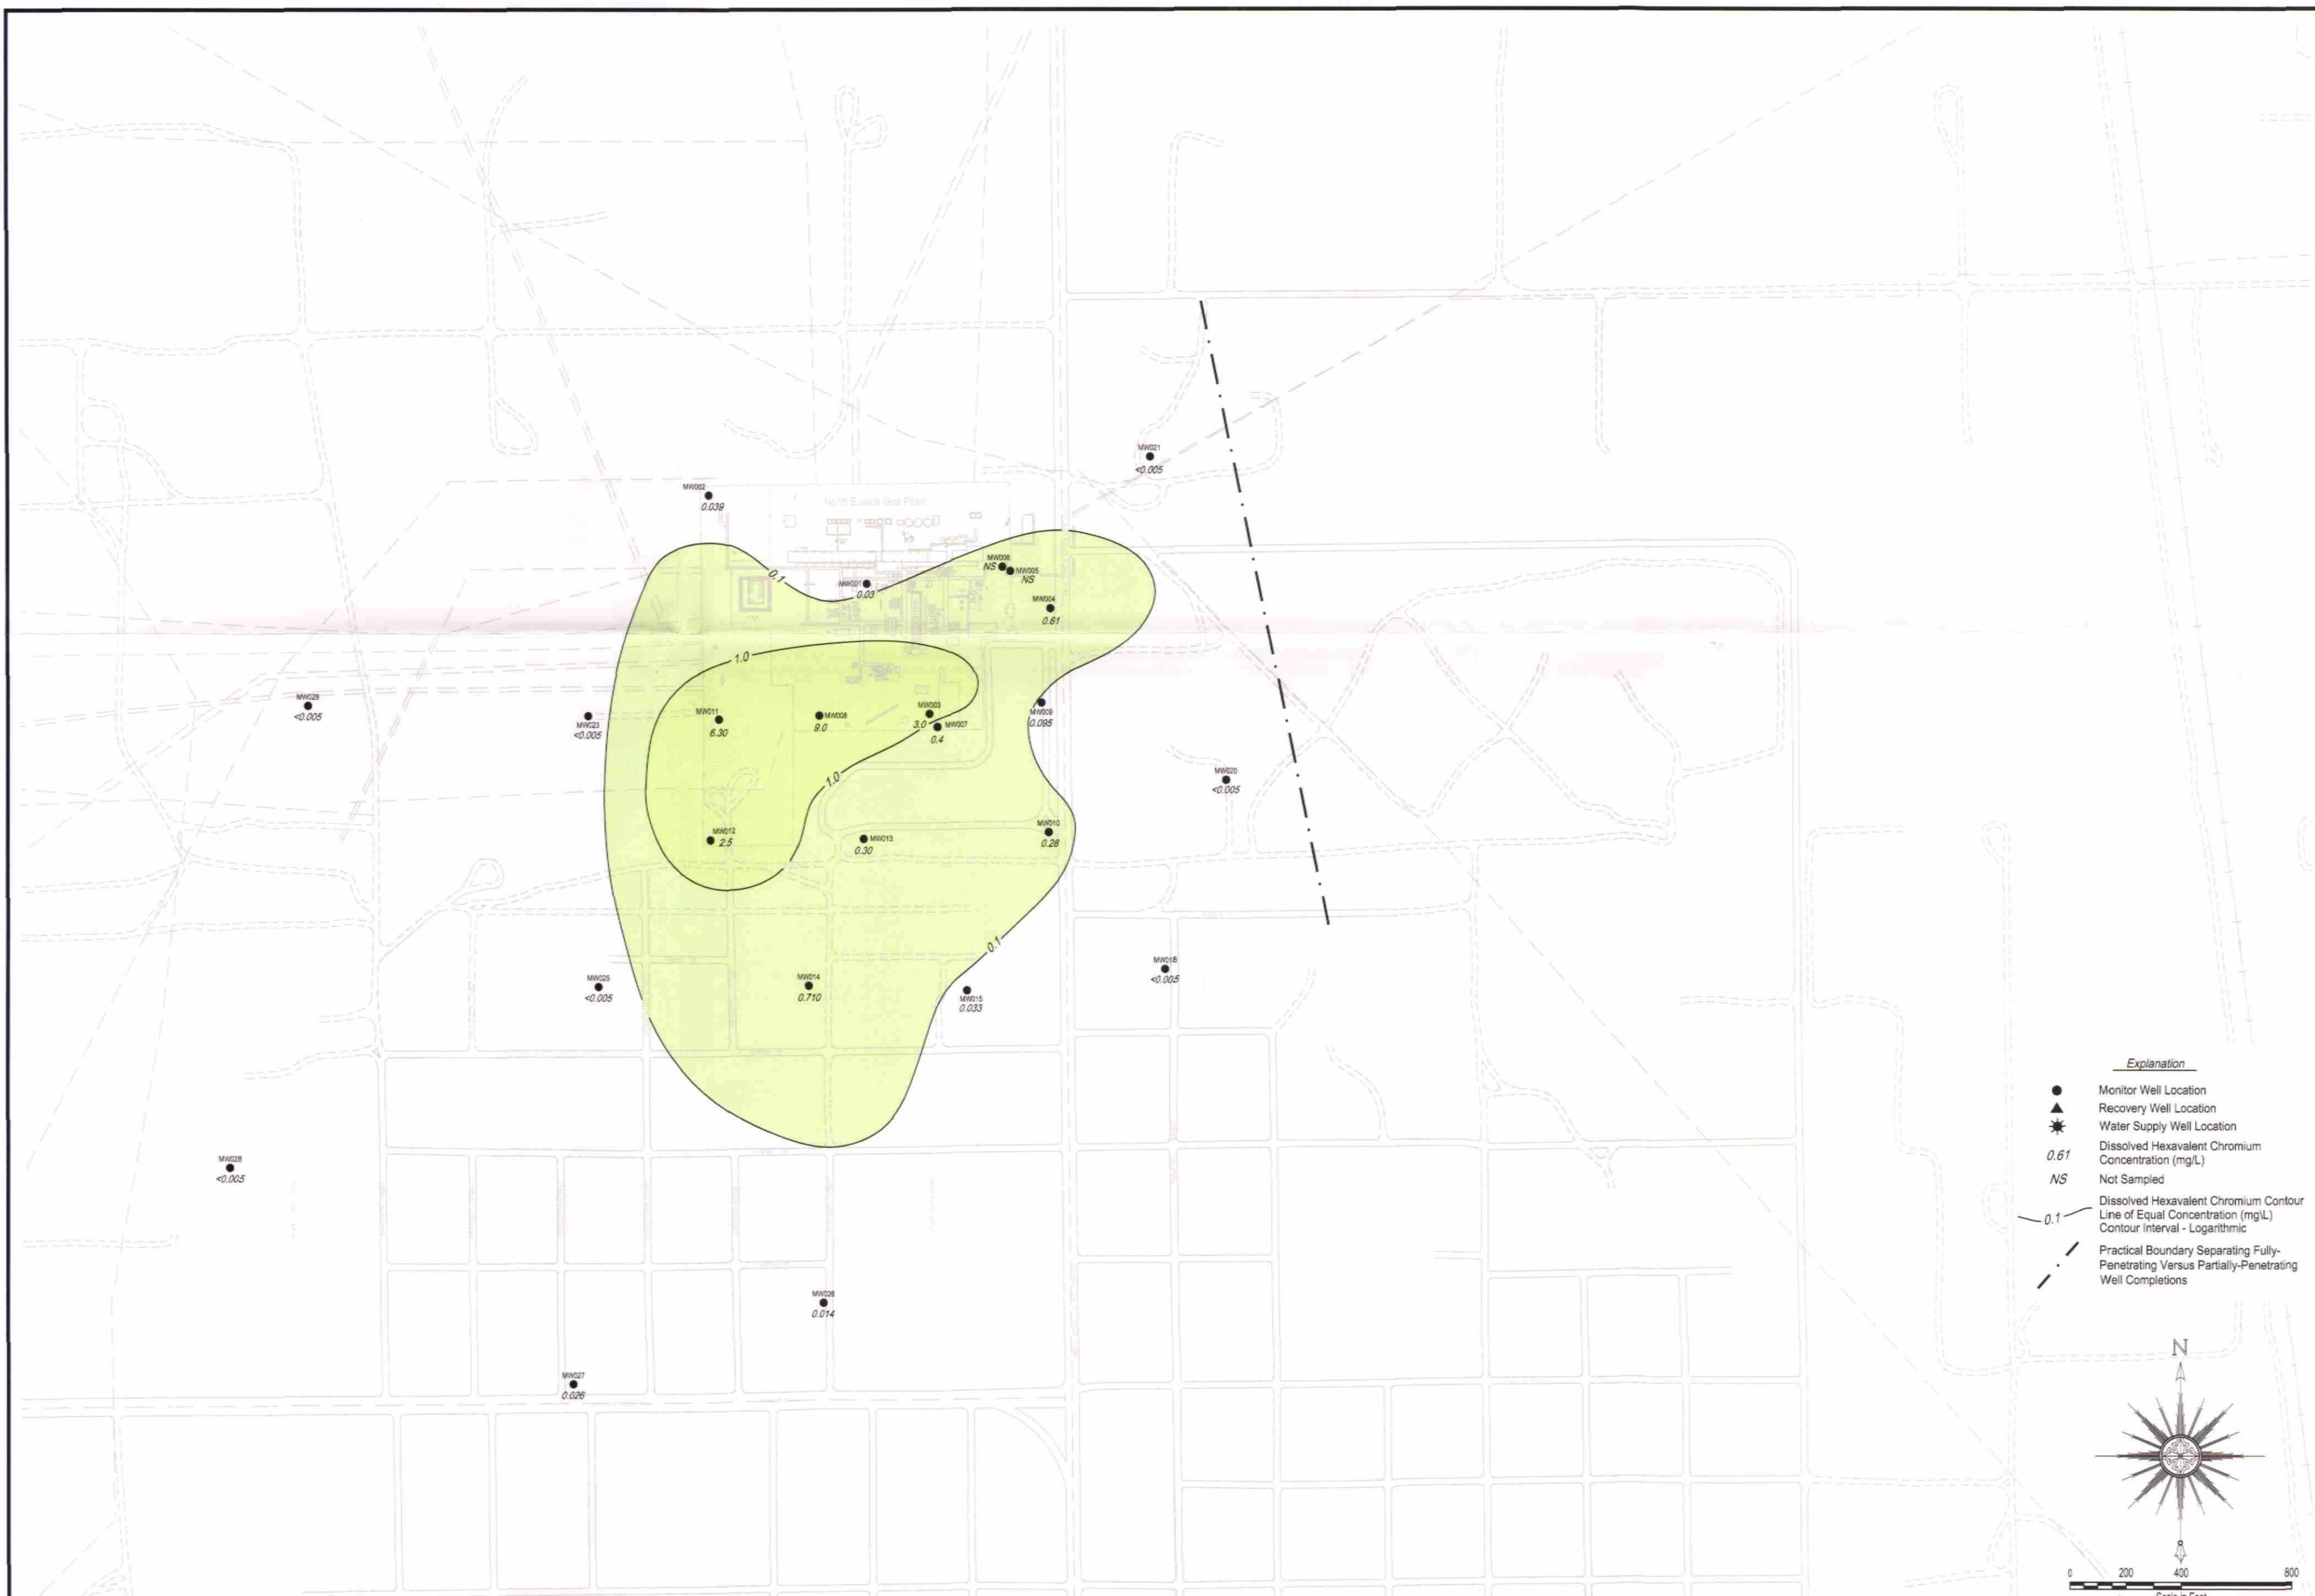 MW021
<0.005
MW002
0.039
North Eunice Gas Plant
0.1
MW001
0.03
MW006
NS
MW005
NS
MW004
0.61
1.0
MW029
<0.005
MW023
<0.005
MW011
6.30
MW008
9.0
MW003
3.0
MW007
0.4
MW009
0.095
1.0
MW020
<0.005
MW012
2.5
MW013
0.30
MW010
0.28
0.1
MW025
<0.005
MW014
0.710
MW015
0.033
MW018
<0.005
MW028
<0.005
MW026
0.014
MW027
0.026
Explanation
Monitor Well Location
Recovery Well Location
Water Supply Well Location
0.61
Dissolved Hexavalent Chromium
Concentration (mg/L)
NS
Not Sampled
0.1
Dissolved Hexavalent Chromium Contour
Line of Equal Concentration (mg\L)
Contour Interval - Logarithmic
Practical Boundary Separating Fully-
Penetrating Versus Partially-Penetrating
Well Completions
N
0 200 400 800
Scale in Feet